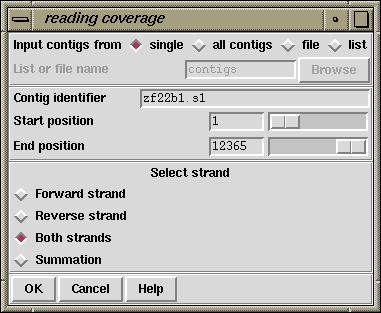 reading coverage
Input contigs from single all contigs file list
List or file name contigs Browse
Contig identifier zf22b1.s1
Start position 1
End position 12365
Select strand
Forward strand
Reverse strand
Both strands
Summation
OK Cancel Help